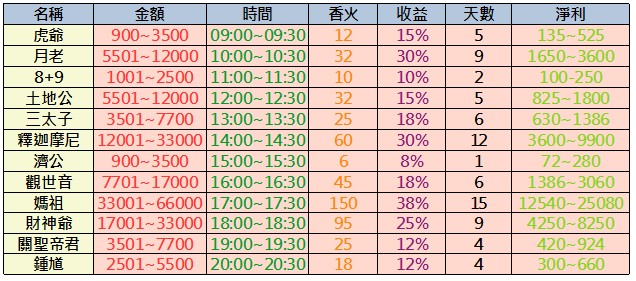 名稱 金額 時間 香火 收益 天數 淨利
虎爺 900~3500 09:00~09:30 12 15% 5 135~525
月老 5501~12000 10:00~10:30 32 30% 9 1650~3600
8+9 1001~2500 11:00~11:30 10 10% 2 100-250
土地公 5501~12000 12:00~12:30 32 15% 5 825~1800
三太子 3501~7700 13:00~13:30 25 18% 6 630~1386
釋迦摩尼 12001~33000 14:00~14:30 60 30% 12 3600~9900
濟公 900~3500 15:00~15:30 6 8% 1 72~280
觀世音 7701~17000 16:00~16:30 45 18% 6 1386~3060
媽祖 33001~66000 17:00~17:30 150 38% 15 12540~25080
財神爺 17001~33000 18:00~18:30 95 25% 9 4250~8250
關聖帝君 3501~7700 19:00~19:30 25 12% 4 420~924
鍾馗 2501~5500 20:00~20:30 18 12% 4 300~660